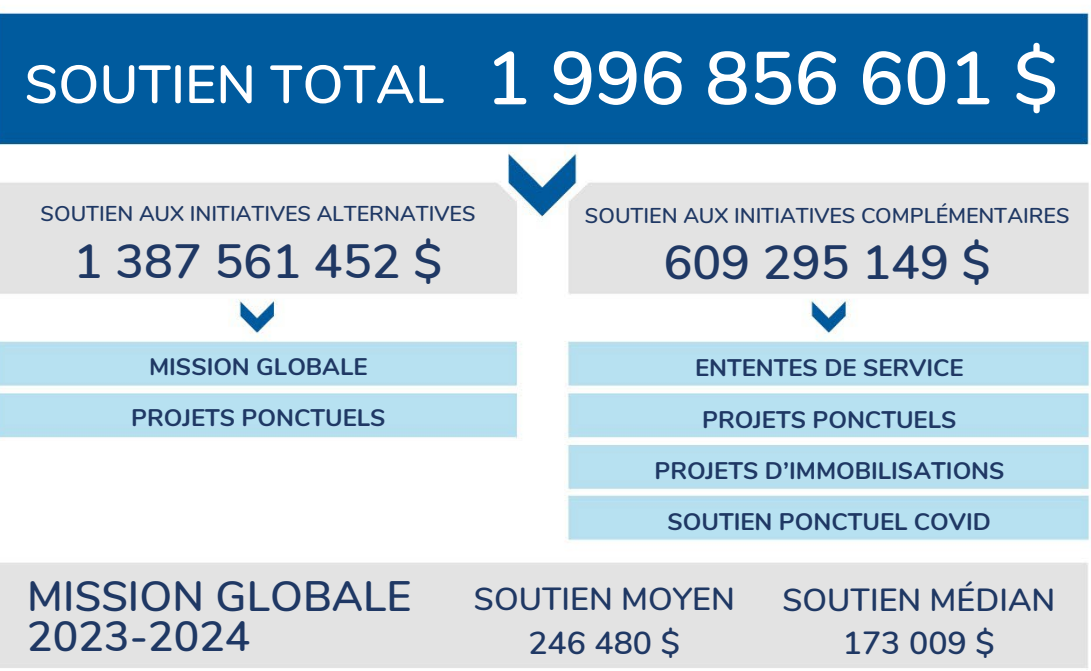 SOUTIEN TOTAL 1 996 856 601 $
SOUTIEN AUX INITIATIVES ALTERNATIVES
1 387 561 452 $
MISSION GLOBALE
PROJETS PONCTUELS
SOUTIEN AUX INITIATIVES COMPLÉMENTAIRES
609 295 149 $
ENTENTES DE SERVICE
PROJETS PONCTUELS
PROJETS D’IMMOBILISATIONS
SOUTIEN PONCTUEL COVID
MISSION GLOBALE
2023-2024
SOUTIEN MOYEN
246 480 $
SOUTIEN MÉDIAN
173 009 $